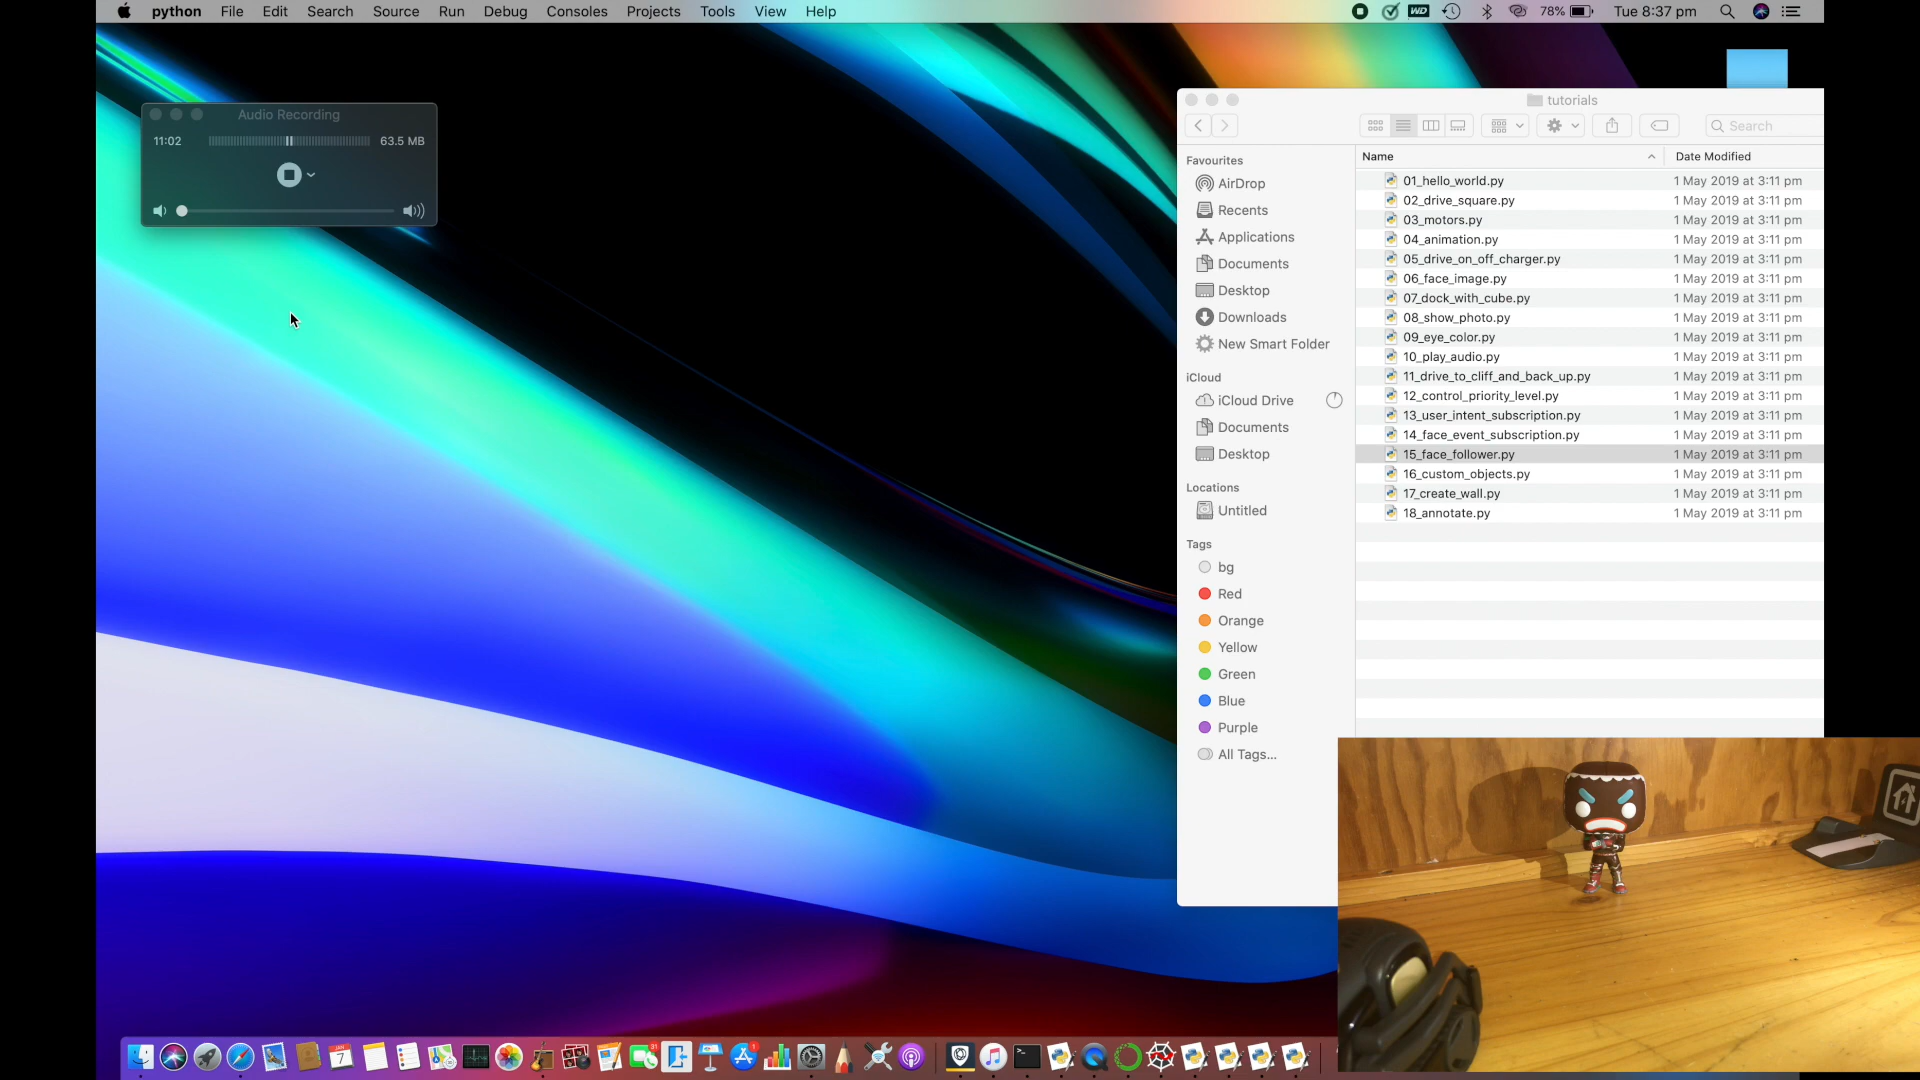 python File Edit Search Source Run Debug Consoles Projects Tools View Help
WD 78% Tue 8:37 pm
Audio Recording
11:02 63.5 MB
tutorials
Search
Favourites
AirDrop
Recents
Applications
Documents
Desktop
Downloads
New Smart Folder
iCloud
iCloud Drive
Documents
Desktop
Locations
Untitled
Tags
bg
Red
Orange
Yellow
Green
Blue
Purple
All Tags...
Name Date Modified
01_hello_world.py 1 May 2019 at 3:11 pm
02_drive_square.py 1 May 2019 at 3:11 pm
03_motors.py 1 May 2019 at 3:11 pm
04_animation.py 1 May 2019 at 3:11 pm
05_drive_on_off_charger.py 1 May 2019 at 3:11 pm
06_face_image.py 1 May 2019 at 3:11 pm
07_dock_with_cube.py 1 May 2019 at 3:11 pm
08_show_photo.py 1 May 2019 at 3:11 pm
09_eye_color.py 1 May 2019 at 3:11 pm
10_play_audio.py 1 May 2019 at 3:11 pm
11_drive_to_cliff_and_back_up.py 1 May 2019 at 3:11 pm
12_control_priority_level.py 1 May 2019 at 3:11 pm
13_user_intent_subscription.py 1 May 2019 at 3:11 pm
14_face_event_subscription.py 1 May 2019 at 3:11 pm
15_face_follower.py 1 May 2019 at 3:11 pm
16_custom_objects.py 1 May 2019 at 3:11 pm
17_create_wall.py 1 May 2019 at 3:11 pm
18_annotate.py 1 May 2019 at 3:11 pm
JAN
7